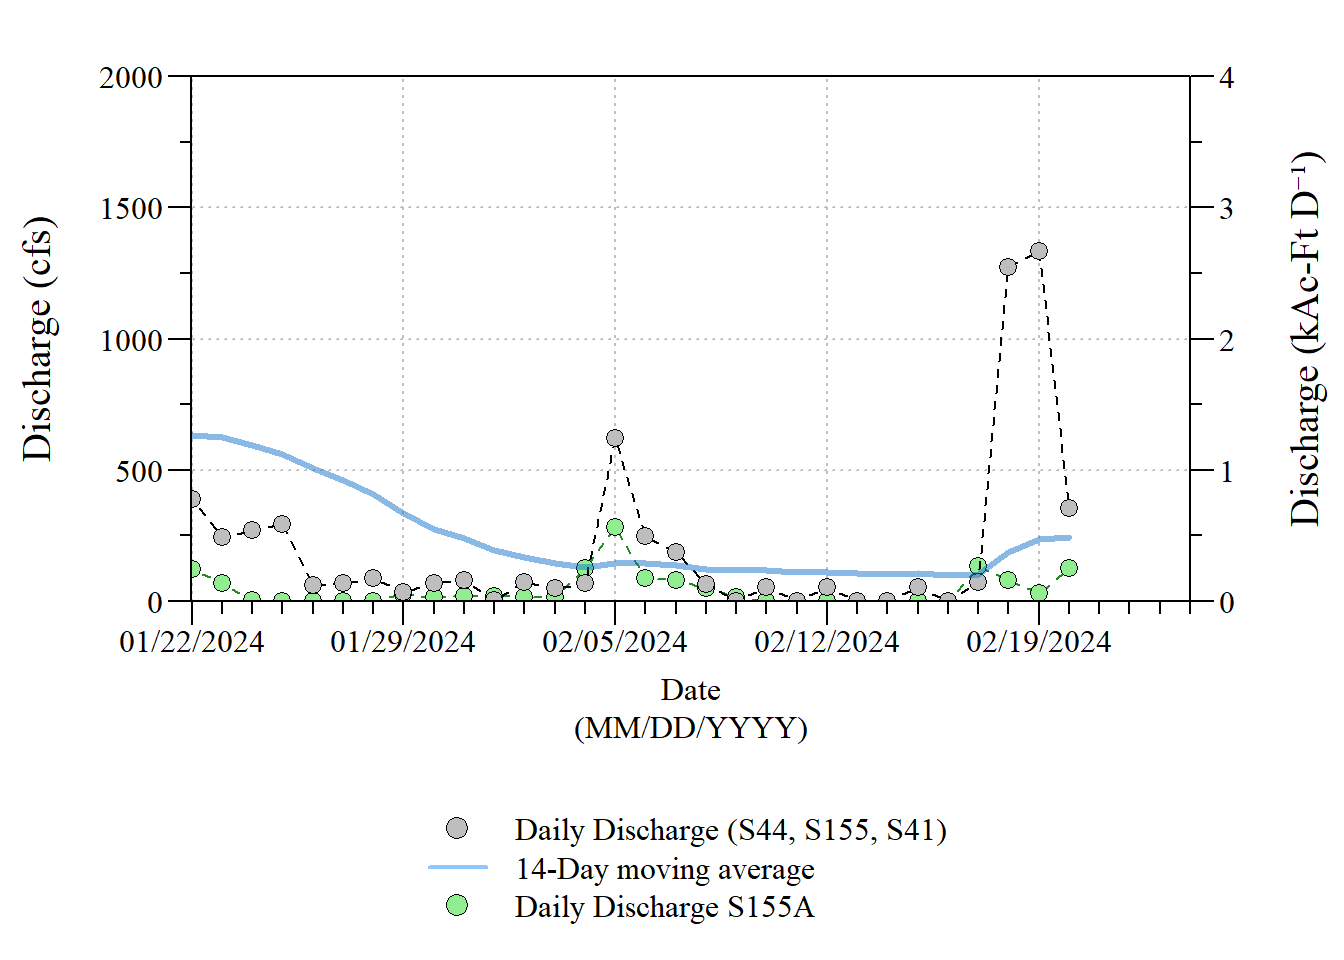 2000
1500
1000
500
0
Discharge (cfs)
4
3
2
1
0
Discharge (kAc-Ft D⁻¹)
01/22/2024
01/29/2024
02/05/2024
02/12/2024
02/19/2024
Date
(MM/DD/YYYY)
Daily Discharge (S44, S155, S41)
14-Day moving average
Daily Discharge S155A